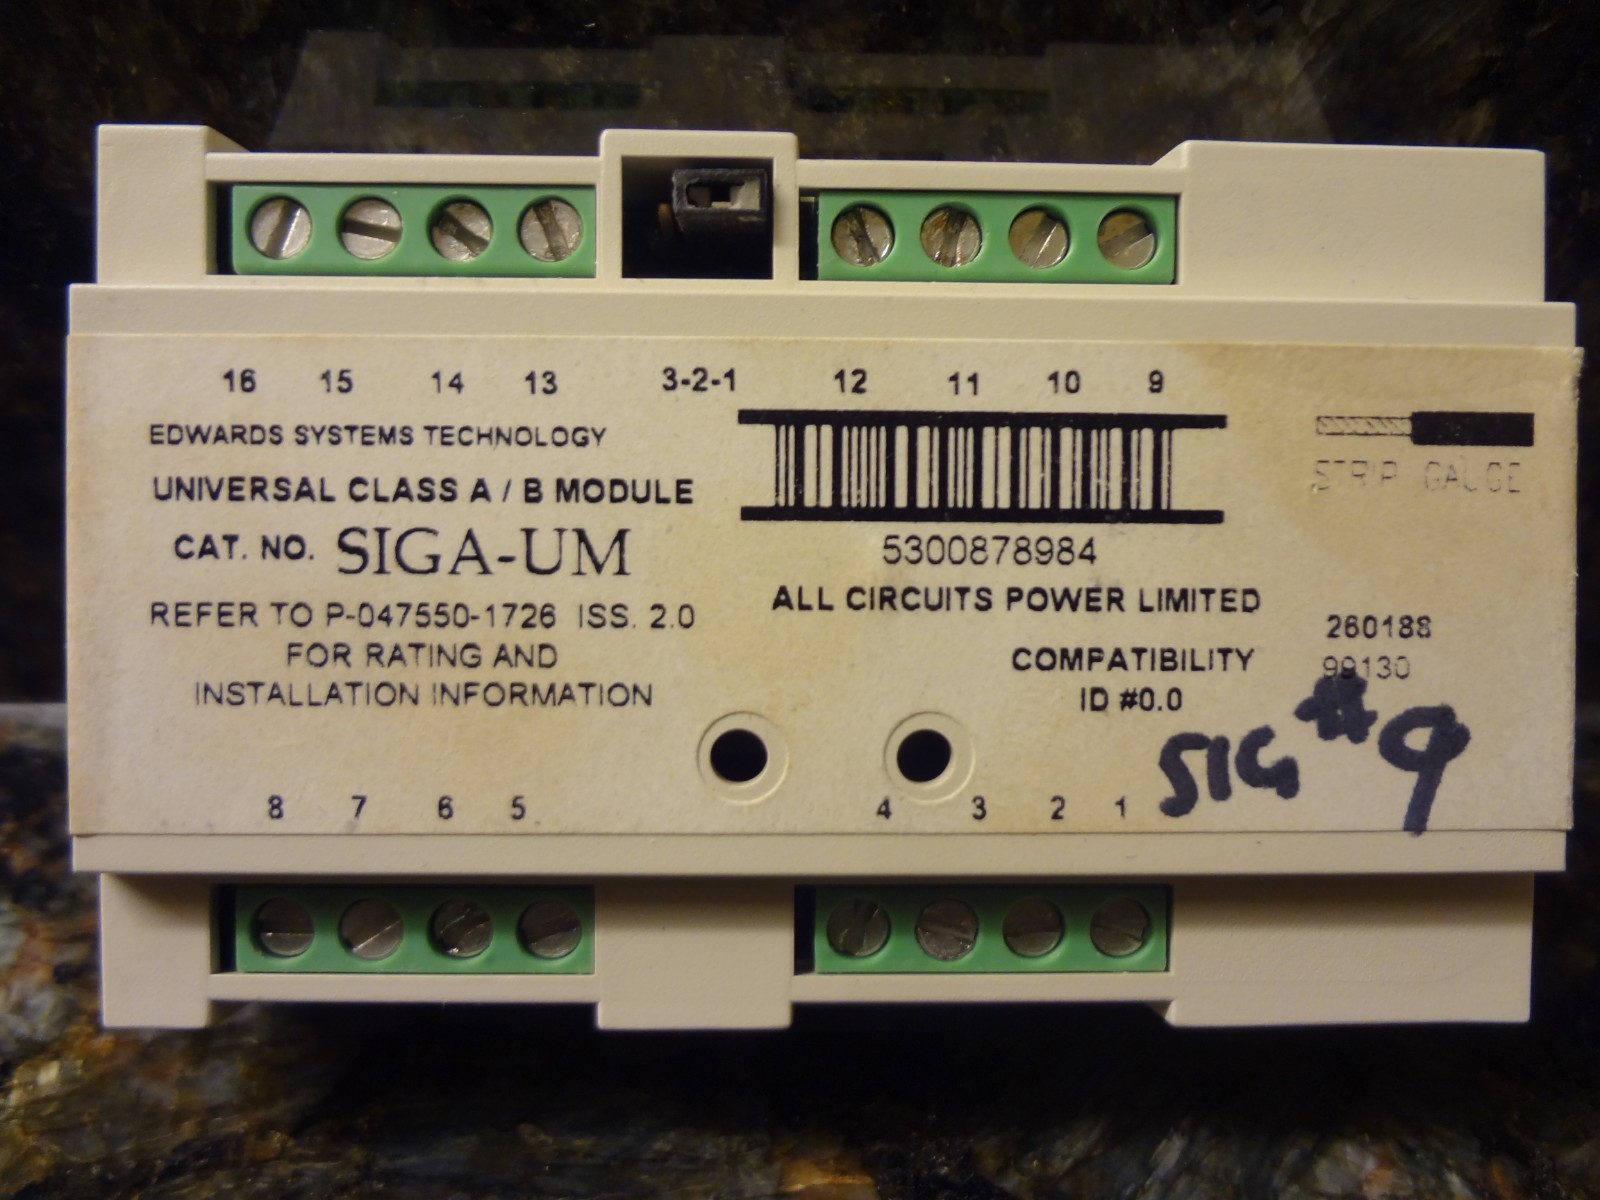 16 15 14 13 3-2-1 12 11 10 9
EDWARDS SYSTEMS TECHNOLOGY
UNIVERSAL CLASS A / B MODULE
CAT. NO. SIGA-UM
REFER TO P-047550-1726 ISS. 2.0
FOR RATING AND
INSTALLATION INFORMATION
5300878984
ALL CIRCUITS POWER LIMITED
COMPATIBILITY
ID #0.0
STRIP GAUGE
260188
99130
SIG #9
8 7 6 5 4 3 2 1